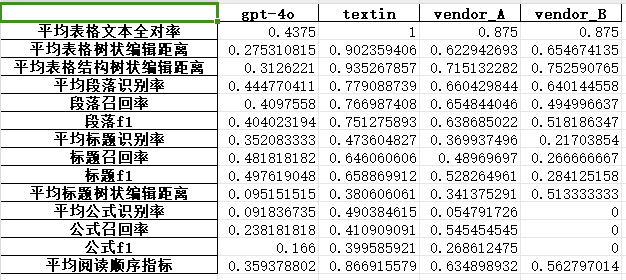 gpt-4o textin vendor_A vendor_B
平均表格文本全对率 0.4375 1 0.875 0.875
平均表格树状编辑距离 0.275310815 0.902359406 0.622942693 0.654674135
平均表格结构树状编辑距离 0.3126221 0.935267857 0.715132282 0.752590765
平均段落识别率 0.444770411 0.779088739 0.660429844 0.640144558
段落召回率 0.4097558 0.766987408 0.654844046 0.494996637
段落f1 0.404023194 0.751275893 0.638685022 0.518186347
平均标题识别率 0.352083333 0.473604827 0.369937496 0.21703854
标题召回率 0.481818182 0.646060606 0.48969697 0.266666667
标题f1 0.497619048 0.658869912 0.528264961 0.284125158
平均标题树状编辑距离 0.095151515 0.380606061 0.341375291 0.513333333
平均公式识别率 0.091836735 0.490384615 0.054791726 0
公式召回率 0.238181818 0.410909091 0.545454545 0
公式f1 0.166 0.399585921 0.268612475 0
平均阅读顺序指标 0.359378802 0.866915579 0.634898932 0.562797014